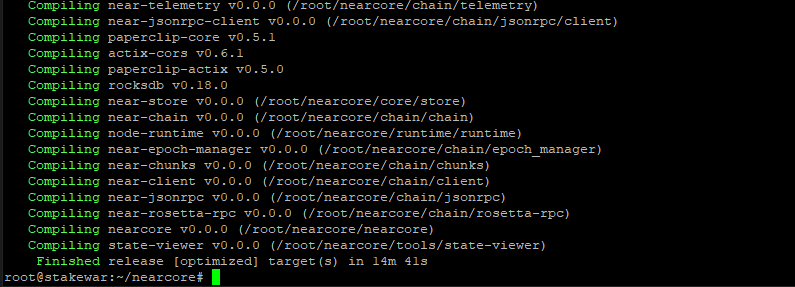 Compiling near-telemetry v0.0.0 (/root/nearcore/chain/telemetry)
Compiling near-jsonrpc-client v0.0.0 (/root/nearcore/chain/jsonrpc/client)
Compiling paperclip-core v0.5.1
Compiling actix-cors v0.6.1
Compiling paperclip-actix v0.5.0
Compiling rocksdb v0.18.0
Compiling near-store v0.0.0 (/root/nearcore/core/store)
Compiling near-chain v0.0.0 (/root/nearcore/chain/chain)
Compiling node-runtime v0.0.0 (/root/nearcore/runtime/runtime)
Compiling near-epoch-manager v0.0.0 (/root/nearcore/chain/epoch_manager)
Compiling near-chunks v0.0.0 (/root/nearcore/chain/chunks)
Compiling near-client v0.0.0 (/root/nearcore/chain/client)
Compiling near-jsonrpc v0.0.0 (/root/nearcore/chain/jsonrpc)
Compiling near-rosetta-rpc v0.0.0 (/root/nearcore/chain/rosetta-rpc)
Compiling nearcore v0.0.0 (/root/nearcore/nearcore)
Compiling state-viewer v0.0.0 (/root/nearcore/tools/state-viewer)
Finished release [optimized] target(s) in 14m 41s
root@stakewar:~/nearcore#